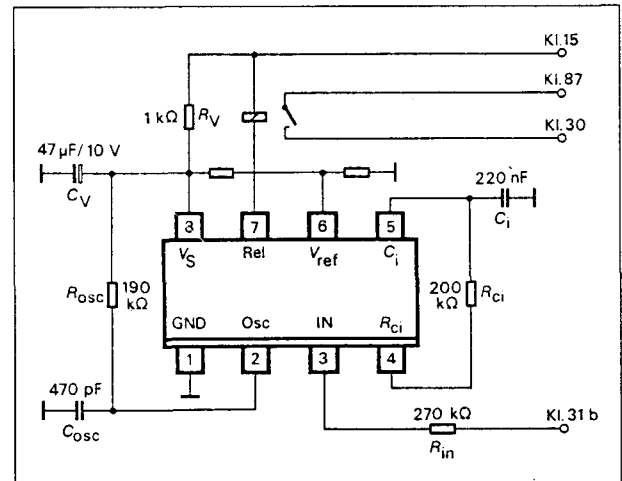 Kl.15
Kl.87
1 kΩ R_V
Kl.30
47 µF/10 V
C_V
220 nF
C_i
8 7 6 5
V_S Rel V_ref C_i
R_osc 190 kΩ
200 kΩ R_ci
GND Osc IN R_ci
1 2 3 4
470 pF
C_osc
270 kΩ
R_in
Kl.31 b